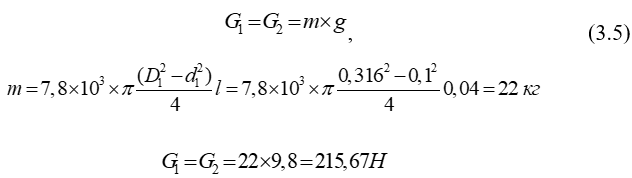 G₁=G₂=m×g, (3.5)
m=7,8×10³×π(D₁²−d₁²)/4 l=7,8×10³×π 0,316²−0,1²/4 0,04=22 кг
G₁=G₂=22×9,8=215,67H